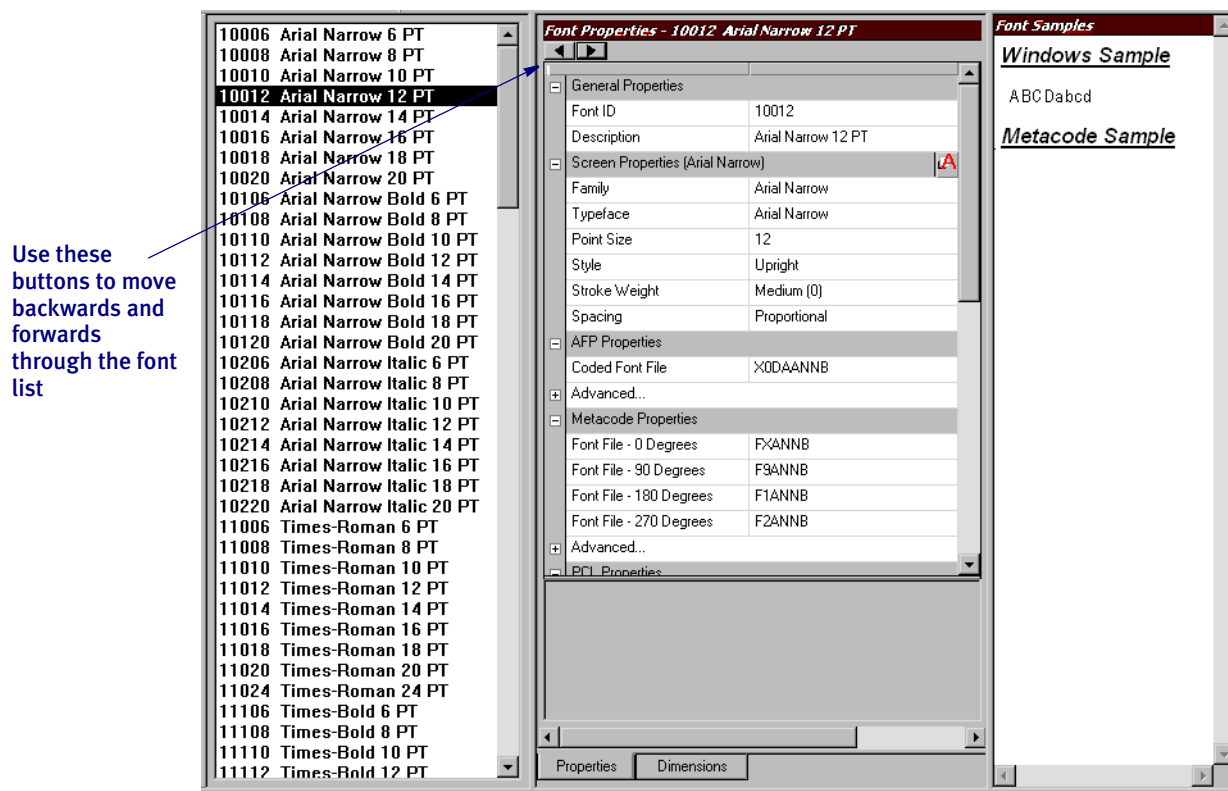 Use these
buttons to move
backwards and
forwards
through the font
list
10006 Arial Narrow 6 PT
10008 Arial Narrow 8 PT
10010 Arial Narrow 10 PT
10012 Arial Narrow 12 PT
10014 Arial Narrow 14 PT
10016 Arial Narrow 16 PT
10018 Arial Narrow 18 PT
10020 Arial Narrow 20 PT
10106 Arial Narrow Bold 6 PT
10108 Arial Narrow Bold 8 PT
10110 Arial Narrow Bold 10 PT
10112 Arial Narrow Bold 12 PT
10114 Arial Narrow Bold 14 PT
10116 Arial Narrow Bold 16 PT
10118 Arial Narrow Bold 18 PT
10120 Arial Narrow Bold 20 PT
10206 Arial Narrow Italic 6 PT
10208 Arial Narrow Italic 8 PT
10210 Arial Narrow Italic 10 PT
10212 Arial Narrow Italic 12 PT
10214 Arial Narrow Italic 14 PT
10216 Arial Narrow Italic 16 PT
10218 Arial Narrow Italic 18 PT
10220 Arial Narrow Italic 20 PT
11006 Times-Roman 6 PT
11008 Times-Roman 8 PT
11010 Times-Roman 10 PT
11012 Times-Roman 12 PT
11014 Times-Roman 14 PT
11016 Times-Roman 16 PT
11018 Times-Roman 18 PT
11020 Times-Roman 20 PT
11024 Times-Roman 24 PT
11106 Times-Bold 6 PT
11108 Times-Bold 8 PT
11110 Times-Bold 10 PT
11112 Times-Bold 12 PT
Font Properties - 10012 Arial Narrow 12 PT
General Properties
Font ID 10012
Description Arial Narrow 12 PT
Screen Properties (Arial Narrow) A
Family Arial Narrow
Typeface Arial Narrow
Point Size 12
Style Upright
Stroke Weight Medium (0)
Spacing Proportional
AFP Properties
Coded Font File X0DAANNB
Advanced...
Metacode Properties
Font File - 0 Degrees FXANNB
Font File - 90 Degrees F9ANNB
Font File - 180 Degrees F1ANNB
Font File - 270 Degrees F2ANNB
Advanced...
PCL Properties
Properties Dimensions
Font Samples
Windows Sample
ABCDabcd
Metacode Sample